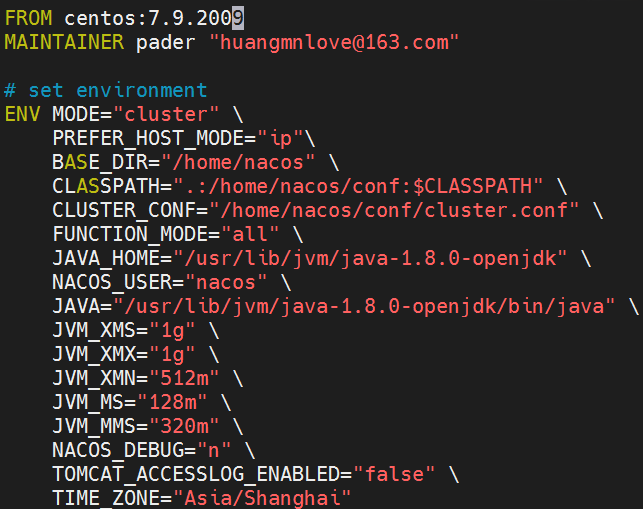 FROM centos:7.9.2009
MAINTAINER pader "huangmnlove@163.com"
# set environment
ENV MODE="cluster" \
PREFER_HOST_MODE="ip"\
BASE_DIR="/home/nacos" \
CLASSPATH=".:/home/nacos/conf:$CLASSPATH" \
CLUSTER_CONF="/home/nacos/conf/cluster.conf" \
FUNCTION_MODE="all" \
JAVA_HOME="/usr/lib/jvm/java-1.8.0-openjdk" \
NACOS_USER="nacos" \
JAVA="/usr/lib/jvm/java-1.8.0-openjdk/bin/java" \
JVM_XMS="1g" \
JVM_XMX="1g" \
JVM_XMN="512m" \
JVM_MS="128m" \
JVM_MMS="320m" \
NACOS_DEBUG="n" \
TOMCAT_ACCESSLOG_ENABLED="false" \
TIME_ZONE="Asia/Shanghai"